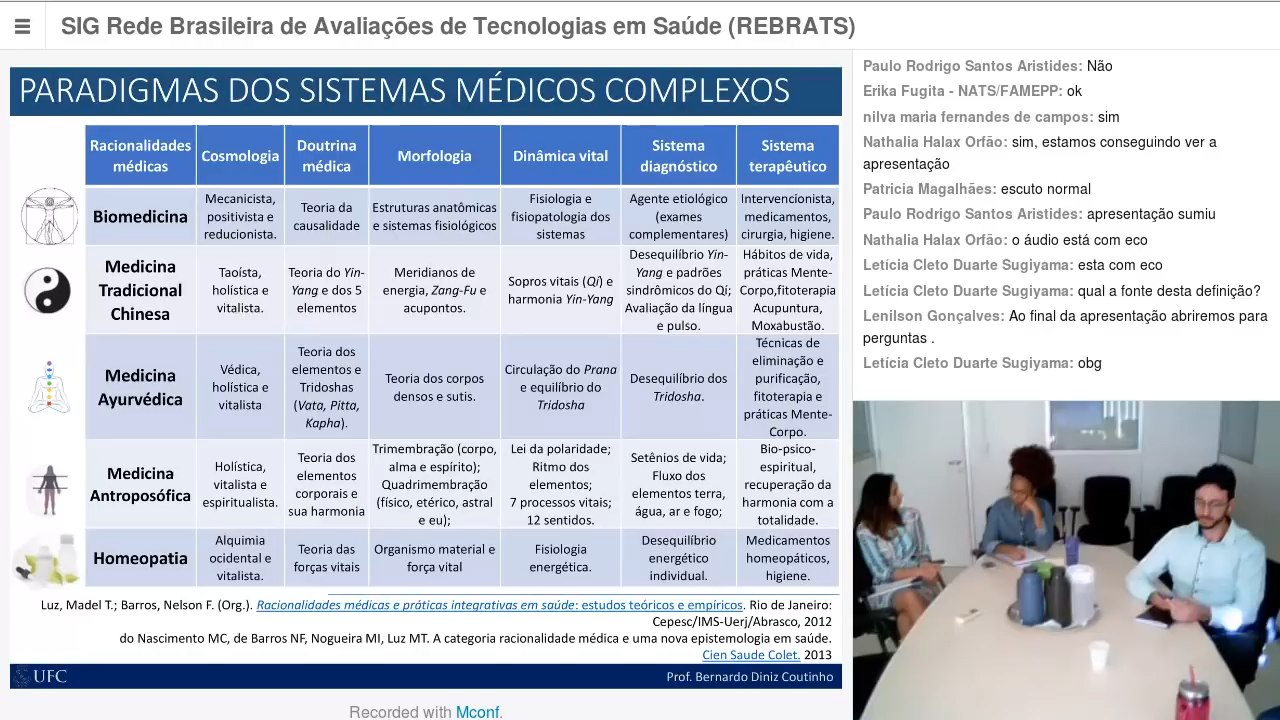 SIG Rede Brasileira de Avaliações de Tecnologias em Saúde (REBRATS)
PARADIGMAS DOS SISTEMAS MÉDICOS COMPLEXOS
Racionalidades
médicas
Cosmologia
Doutrina
médica
Morfologia
Dinâmica vital
Sistema
diagnóstico
Sistema
terapêutico
Biomedicina
Mecanicista,
positivista e
reducionista.
Teoria da
causalidade
Estruturas anatômicas
e sistemas fisiológicos
Fisiologia e
fisiopatologia dos
sistemas
Agente etiológico
(exames
complementares)
Intervencionista,
medicamentos,
cirurgia, higiene.
Medicina
Tradicional
Chinesa
Taoísta,
holística e
vitalista.
Teoria do Yin-
Yang e dos 5
elementos
Meridianos de
energia, Zang-Fu e
acupontos.
Sopros vitais (Qí) e
harmonia Yin-Yang
Desequilíbrio Yin-
Yang e padrões
sindrômicos do Qí;
Avaliação da língua
e pulso.
Hábitos de vida,
práticas Mente-
Corpo,fitoterapia
Acupuntura,
Moxabustão.
Medicina
Ayurvédica
Védica,
holística e
vitalista
Teoria dos
elementos e
Tridoshas
(Vata, Pitta,
Kapha).
Teoria dos corpos
densos e sutis.
Circulação do Prana
e equilíbrio do
Tridosha
Desequilíbrio dos
Tridosha.
Técnicas de
eliminação e
purificação,
fitoterapia e
práticas Mente-
Corpo.
Medicina
Antroposófica
Holística,
vitalista e
espiritualista.
Teoria dos
elementos
corporais e
sua harmonia
Trimembração (corpo,
alma e espírito);
Quadrimembração
(físico, etérico, astral
e eu);
Lei da polaridade;
Ritmo dos
elementos;
7 processos vitais;
12 sentidos.
Setênios de vida;
Fluxo dos
elementos terra,
água, ar e fogo;
Bio-psico-
espiritual,
recuperação da
harmonia com a
totalidade.
Homeopatia
Alquimia
ocidental e
vitalista.
Teoria das
forças vitais
Organismo material e
força vital
Fisiologia
energética.
Desequilíbrio
energético
individual.
Medicamentos
homeopáticos,
higiene.
Luz, Madel T.; Barros, Nelson F. (Org.). Racionalidades médicas e práticas integrativas em saúde: estudos teóricos e empíricos. Rio de Janeiro:
Cepesc/IMS-Uerj/Abrasco, 2012
do Nascimento MC, de Barros NF, Nogueira MI, Luz MT. A categoria racionalidade médica e uma nova epistemologia em saúde.
Cien Saude Colet. 2013
UFC
Prof. Bernardo Diniz Coutinho
Recorded with Mconf.
Paulo Rodrigo Santos Aristides: Não
Erika Fugita - NATS/FAMEPP: ok
nilva maria fernandes de campos: sim
Nathalia Halax Orfão: sim, estamos conseguindo ver a
apresentação
Patricia Magalhães: escuto normal
Paulo Rodrigo Santos Aristides: apresentação sumiu
Nathalia Halax Orfão: o áudio está com eco
Letícia Cleto Duarte Sugiyama: esta com eco
Letícia Cleto Duarte Sugiyama: qual a fonte desta definição?
Lenilson Gonçalves: Ao final da apresentação abriremos para
perguntas .
Letícia Cleto Duarte Sugiyama: obg